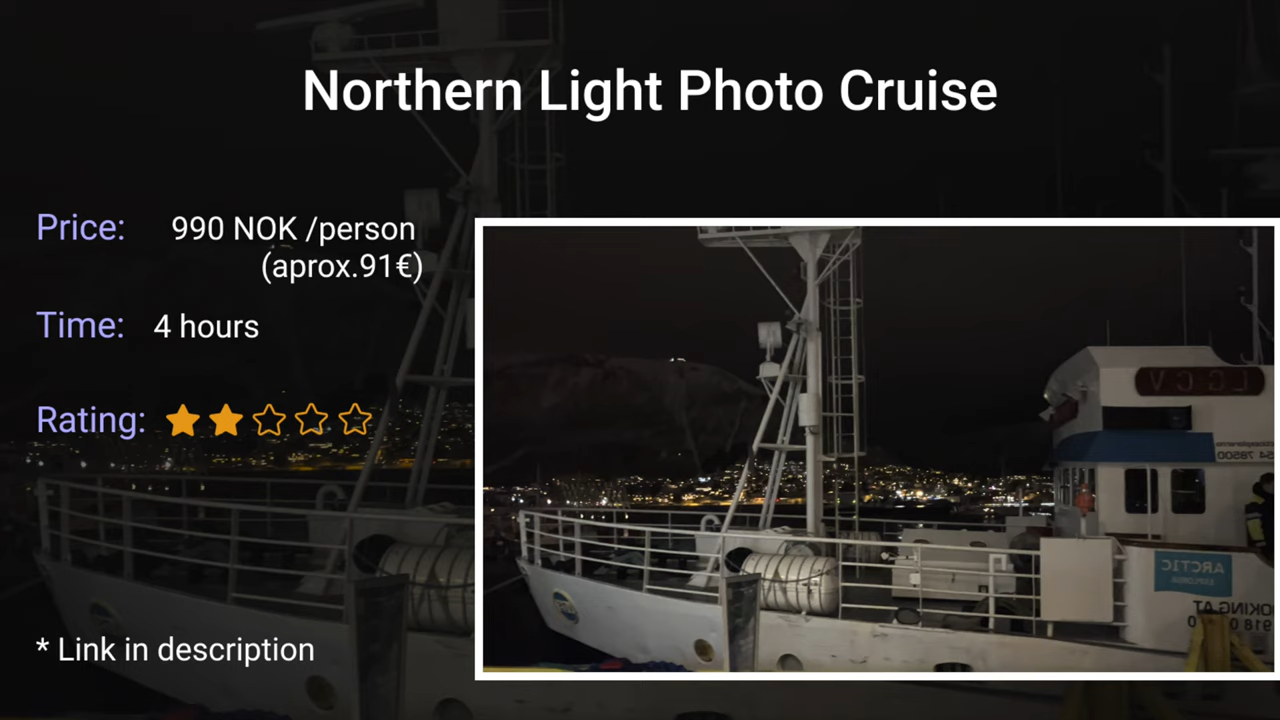 Northern Light Photo Cruise
Price: 990 NOK /person
(aprox.91€)
Time: 4 hours
Rating:
* Link in description
ARCTIC